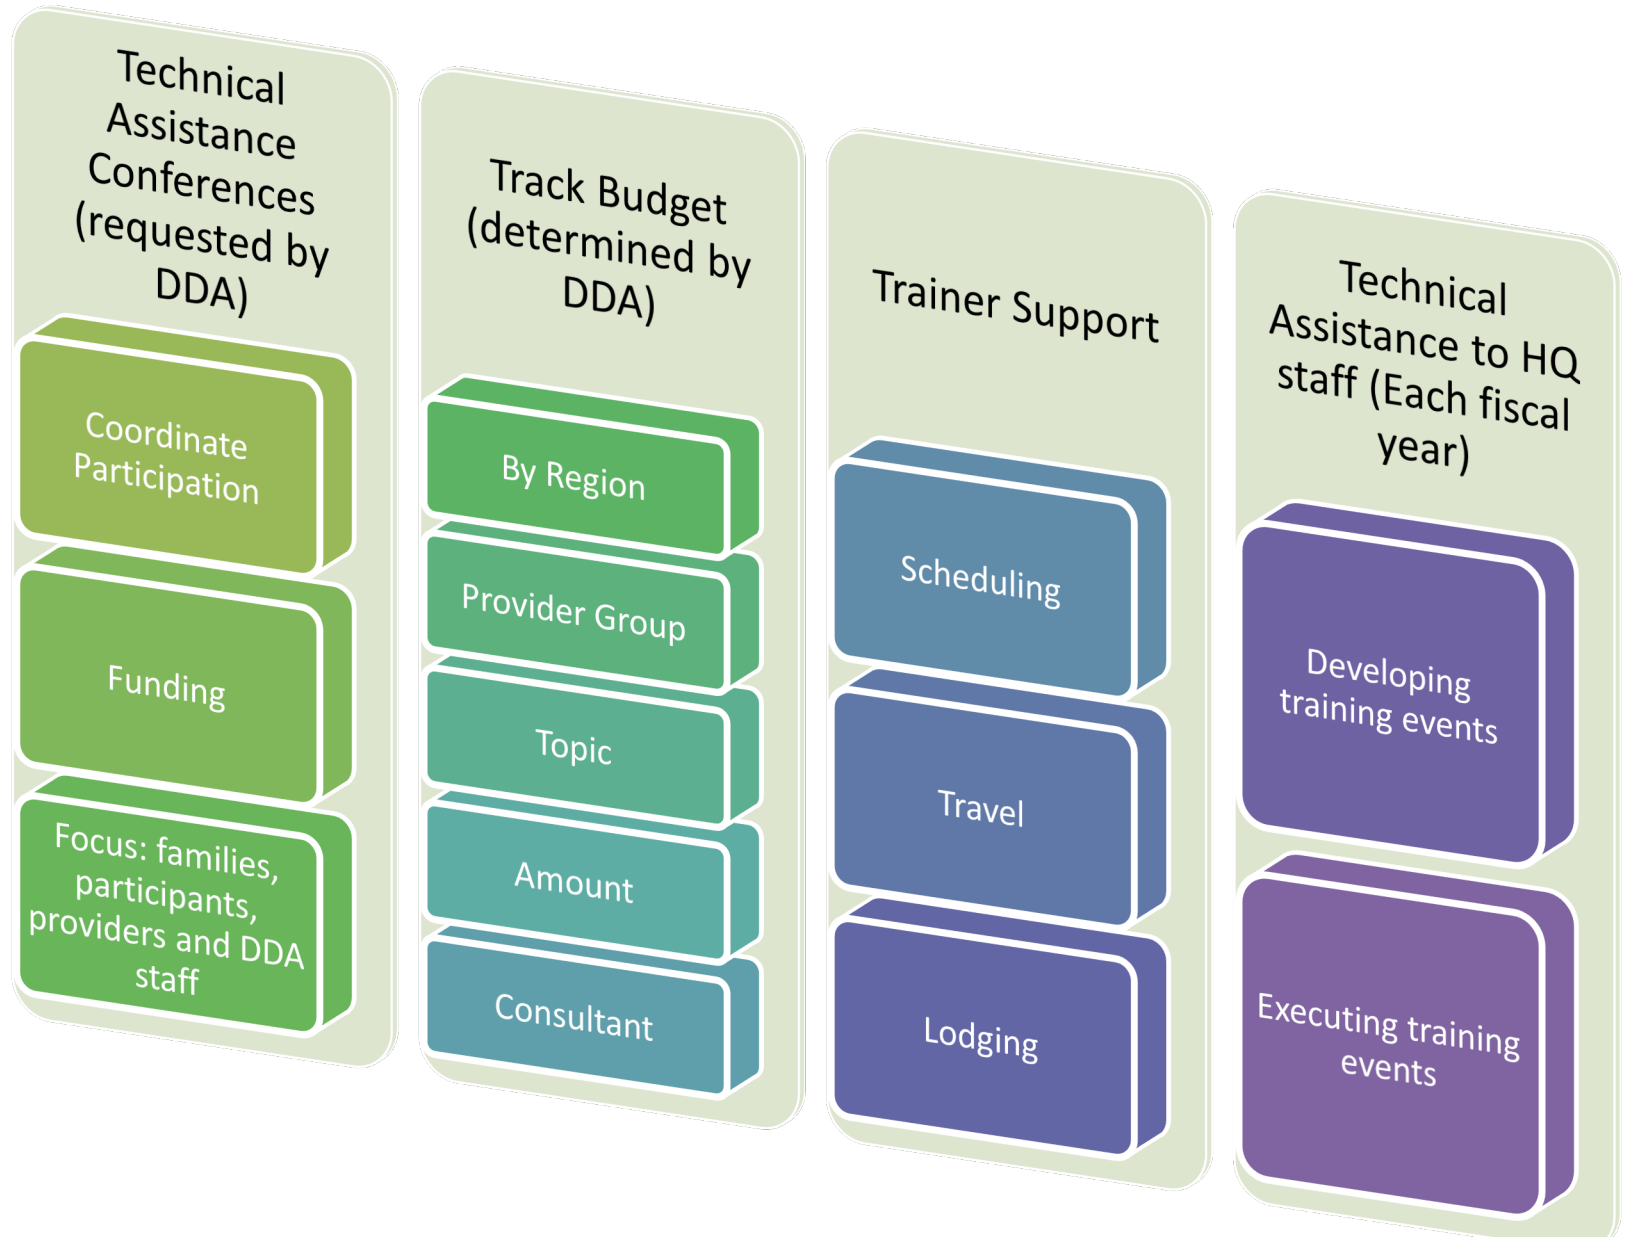 Technical
Assistance
Conferences
(requested by
DDA)
Coordinate
Participation
Funding
Focus: families,
participants,
providers and DDA
staff
Track Budget
(determined by
DDA)
By Region
Provider Group
Topic
Amount
Consultant
Trainer Support
Scheduling
Travel
Lodging
Technical
Assistance to HQ
staff (Each fiscal
year)
Developing
training events
Executing training
events